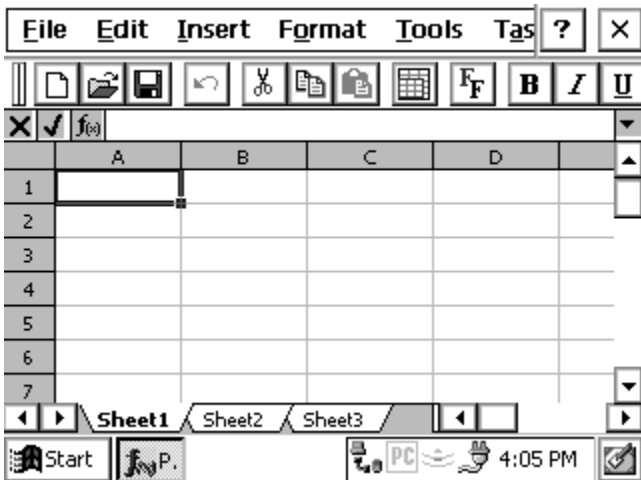 File Edit Insert Format Tools Tas ? ×
F F B I U
f(x)
A B C D
1
2
3
4
5
6
7
Sheet1 Sheet2 Sheet3
Start f(x) P. PC 4:05 PM